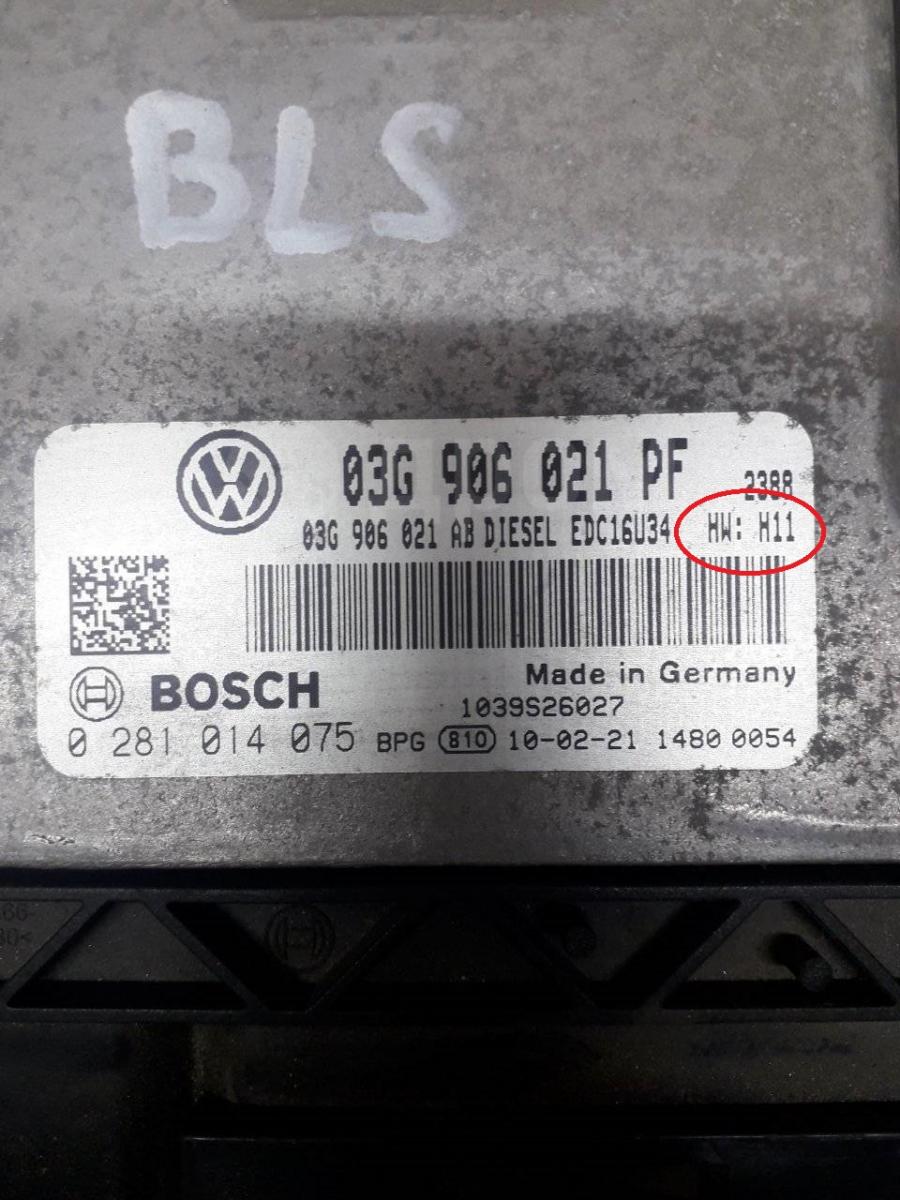 BLS
03G 906 021 PF
2388
03G 906 021 AB DIESEL EDC16U34 HW: H11
Made in Germany
BOSCH
1039S26027
0 281 014 075 BPG 810 10-02-21 1480 0054